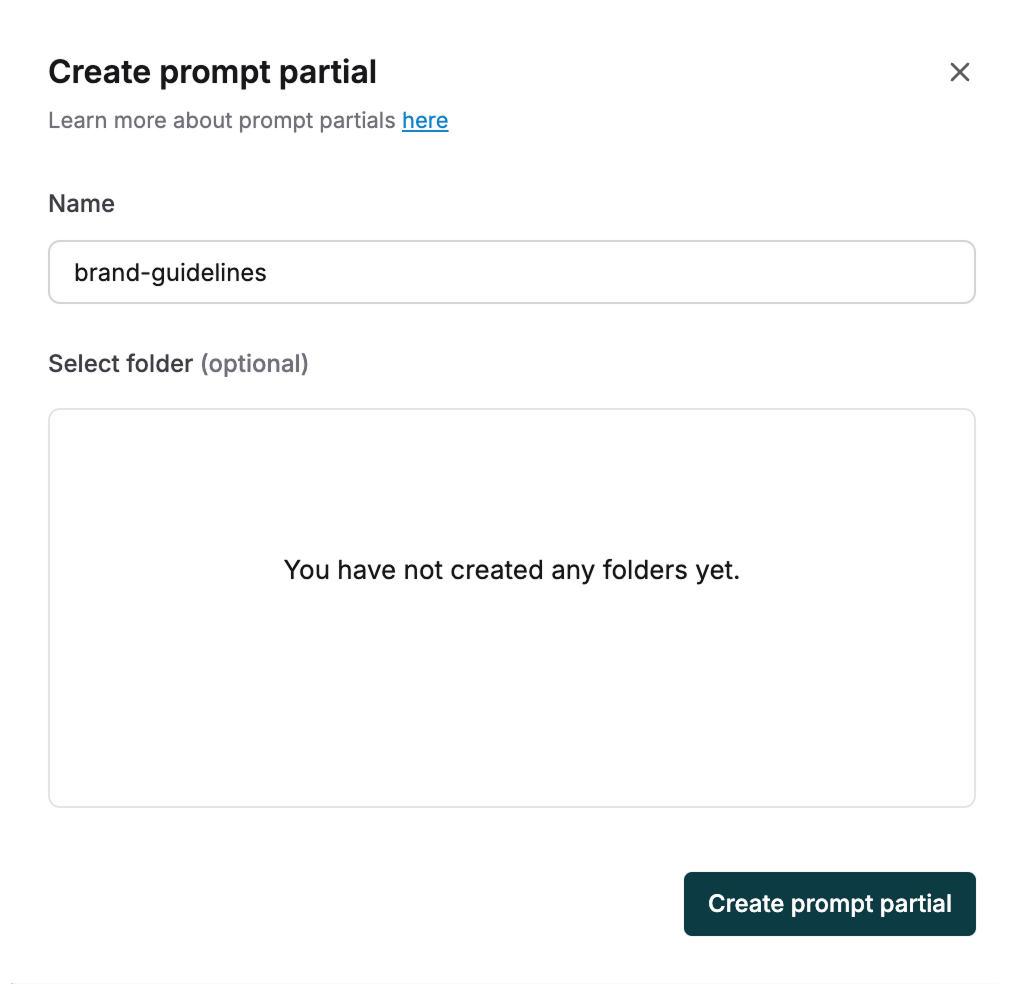 Create prompt partial
Learn more about prompt partials here
Name
brand-guidelines
Select folder (optional)
You have not created any folders yet.
Create prompt partial